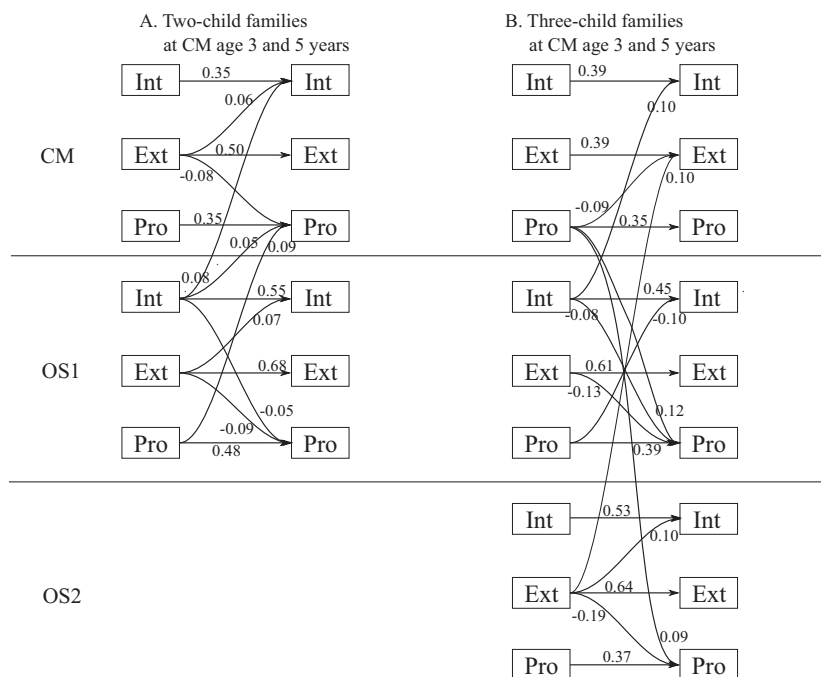 A. Two-child families
at CM age 3 and 5 years
B. Three-child families
at CM age 3 and 5 years
Int 0.35 Int
0.06
Int 0.39 Int
0.10
CM
Ext 0.50 Ext
-0.08
Ext 0.39 Ext
0.10
-0.09
Pro 0.35 Pro
0.05 0.09
Pro 0.35 Pro
0.08
Int 0.55 Int
0.07
Int 0.45 Int
-0.08 -0.10
OS1
Ext 0.68 Ext
-0.05
-0.09
Ext 0.61 Ext
-0.13
0.12
Pro 0.48 Pro
Pro 0.39 Pro
Int 0.53 Int
0.10
OS2
Ext 0.64 Ext
-0.19
0.09
Pro 0.37 Pro